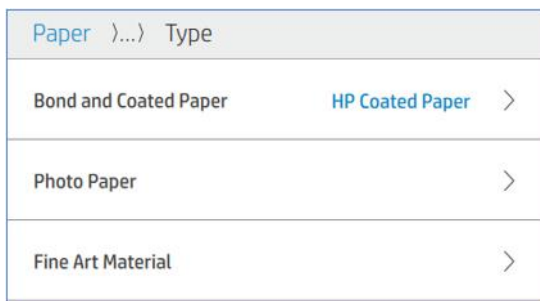 Paper 〉...〉 Type
Bond and Coated Paper HP Coated Paper
Photo Paper
Fine Art Material